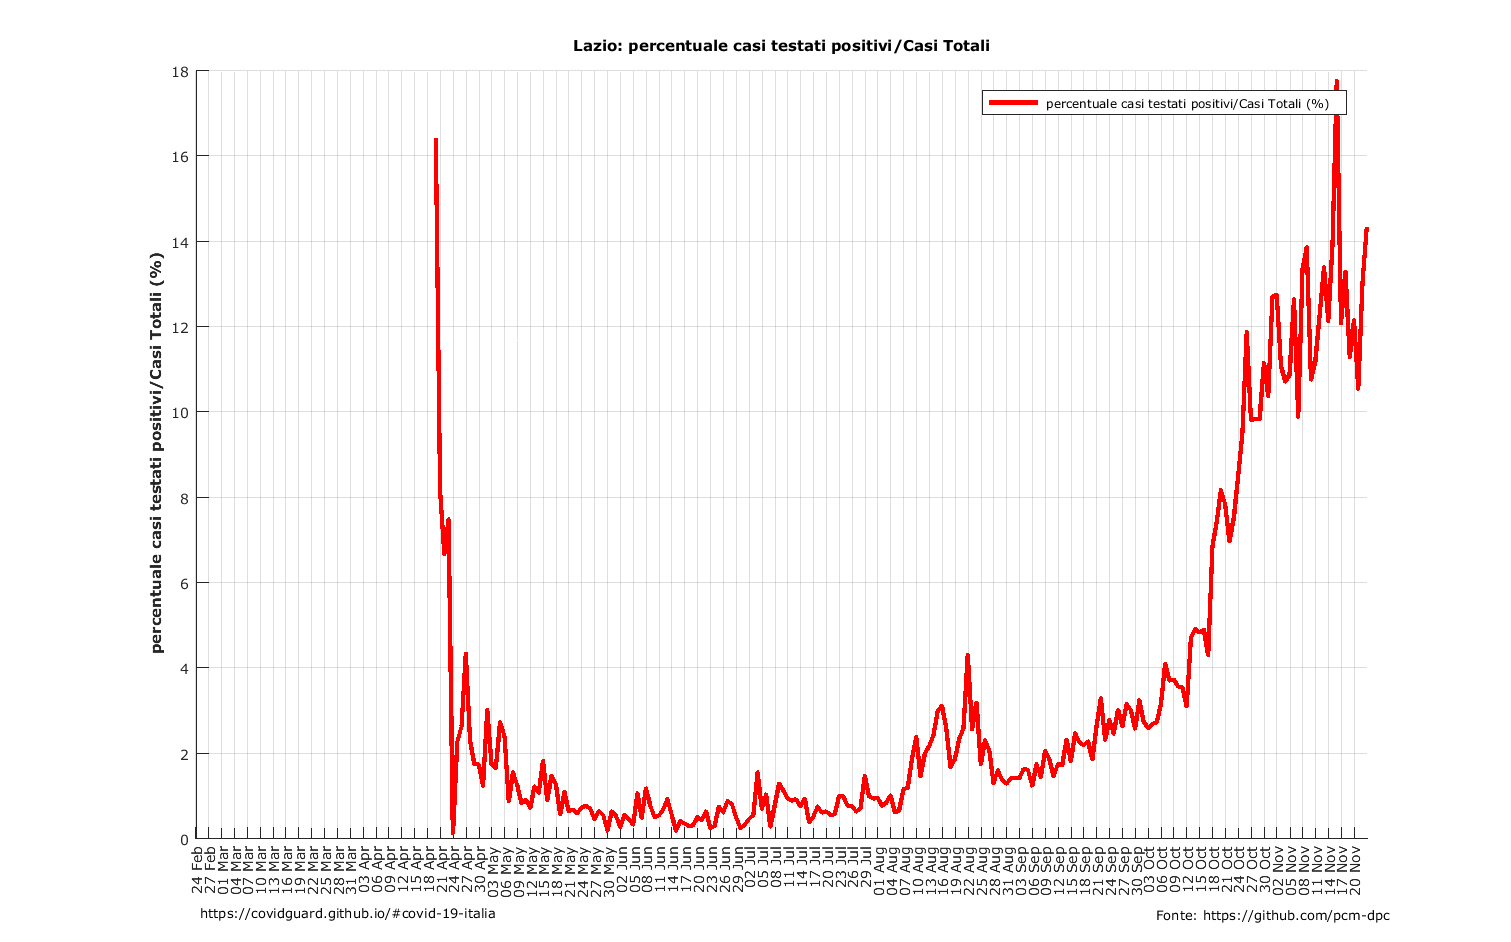 Lazio: percentuale casi testati positivi/Casi Totali
percentuale casi testati positivi/Casi Totali (%)
percentuale casi testati positivi/Casi Totali (%)
18
16
14
12
10
8
6
4
2
0
24 Feb
27 Feb
01 Mar
04 Mar
07 Mar
10 Mar
13 Mar
16 Mar
19 Mar
22 Mar
25 Mar
28 Mar
31 Mar
03 Apr
06 Apr
09 Apr
12 Apr
15 Apr
18 Apr
21 Apr
24 Apr
27 Apr
30 Apr
03 May
06 May
09 May
12 May
15 May
18 May
21 May
24 May
27 May
30 May
02 Jun
05 Jun
08 Jun
11 Jun
14 Jun
17 Jun
20 Jun
23 Jun
26 Jun
29 Jun
02 Jul
05 Jul
08 Jul
11 Jul
14 Jul
17 Jul
20 Jul
23 Jul
26 Jul
29 Jul
01 Aug
04 Aug
07 Aug
10 Aug
13 Aug
16 Aug
19 Aug
22 Aug
25 Aug
28 Aug
31 Aug
03 Sep
06 Sep
09 Sep
12 Sep
15 Sep
18 Sep
21 Sep
24 Sep
27 Sep
30 Sep
03 Oct
06 Oct
09 Oct
12 Oct
15 Oct
18 Oct
21 Oct
24 Oct
27 Oct
30 Oct
02 Nov
05 Nov
08 Nov
11 Nov
14 Nov
17 Nov
20 Nov
https://covidguard.github.io/#covid-19-italia
Fonte: https://github.com/pcm-dpc